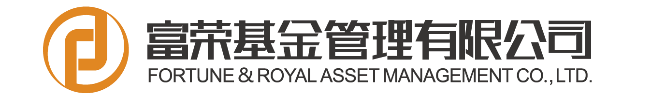 富荣基金管理有限公司
FORTUNE & ROYAL ASSET MANAGEMENT CO., LTD.